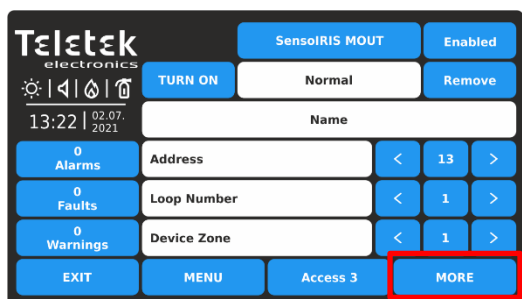 Teletek
electronics
SensoIRIS MOUT
Enabled
TURN ON
Normal
Remove
13:22
02.07.
2021
Name
0
Alarms
Address
<
13
>
0
Faults
Loop Number
<
1
>
0
Warnings
Device Zone
<
1
>
EXIT
MENU
Access 3
MORE